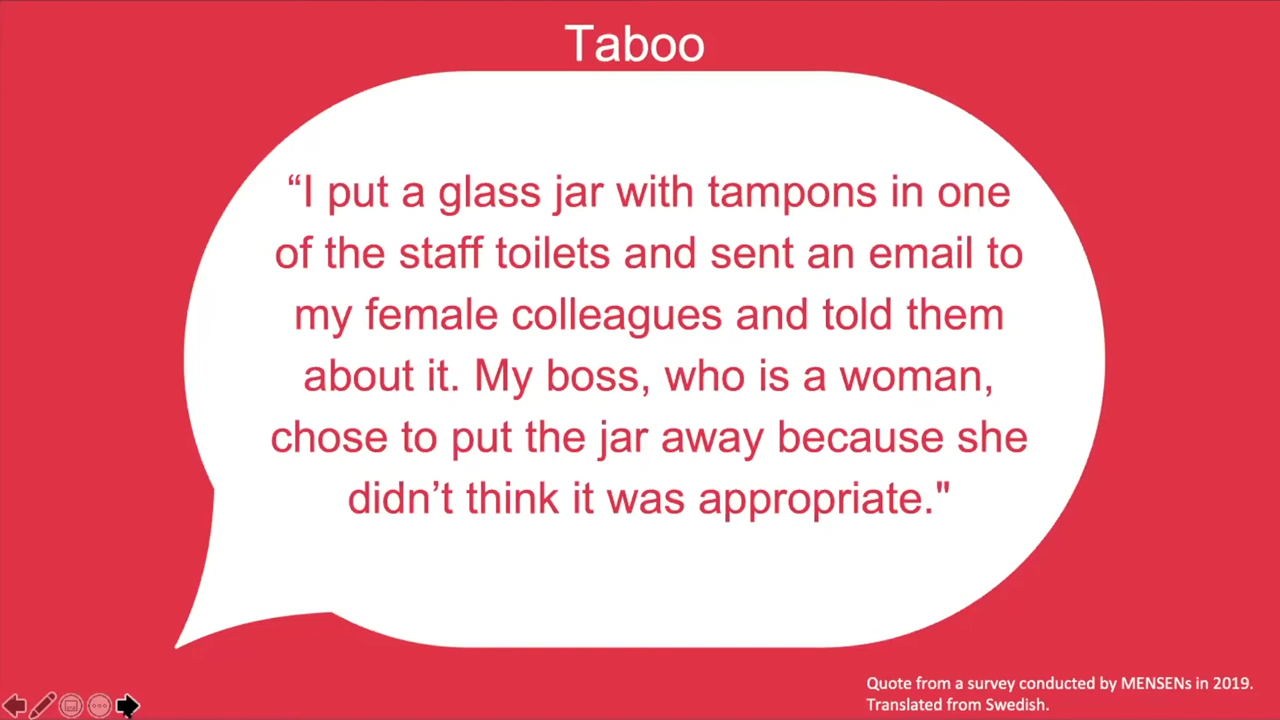 Taboo
“I put a glass jar with tampons in one
of the staff toilets and sent an email to
my female colleagues and told them
about it. My boss, who is a woman,
chose to put the jar away because she
didn’t think it was appropriate."
Quote from a survey conducted by MENSENs in 2019.
Translated from Swedish.